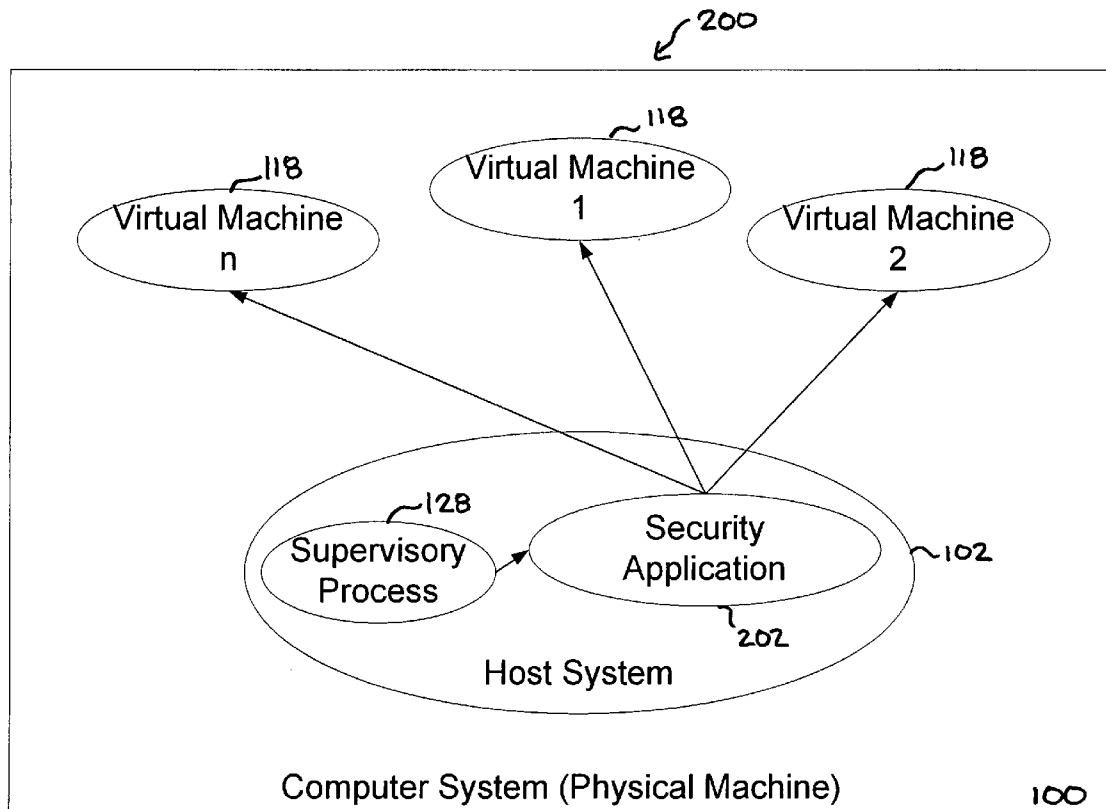 200
118
Virtual Machine
1
118
Virtual Machine
n
118
Virtual Machine
2
128
Supervisory
Process
Security
Application
102
202
Host System
Computer System (Physical Machine)
100